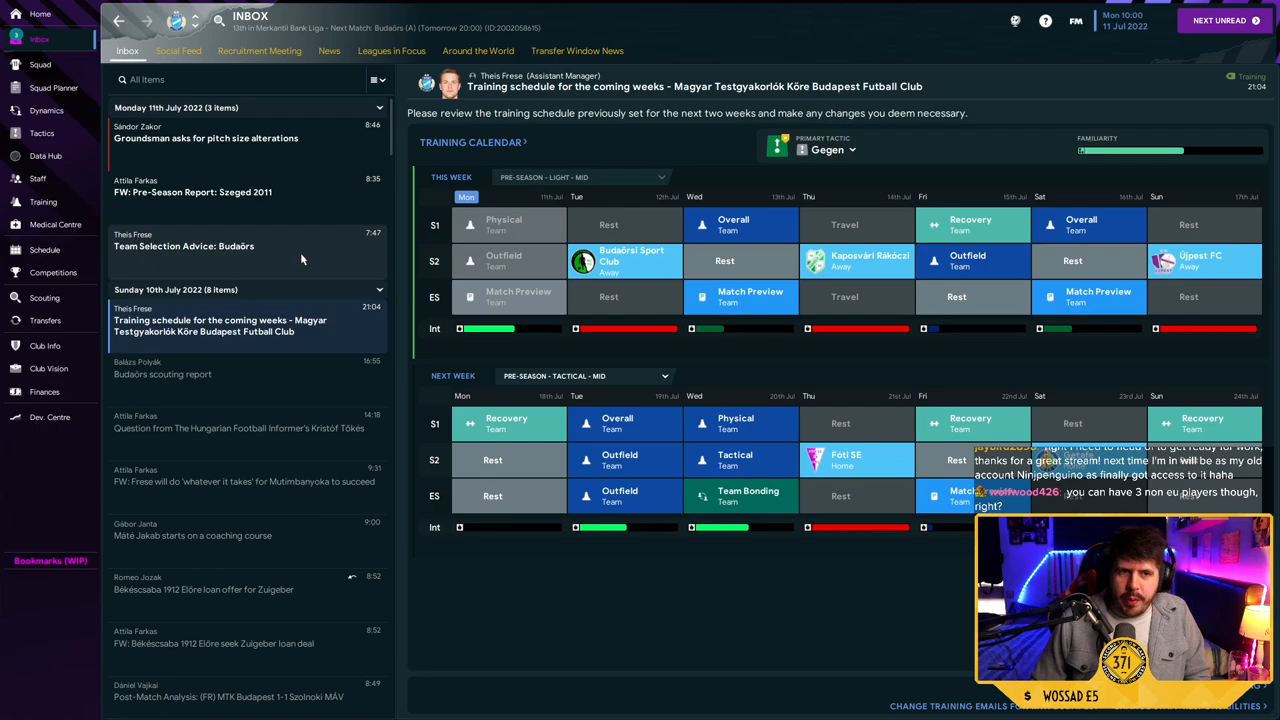 Home
3
Inbox
Squad
Squad Planner
Dynamics
Tactics
Data Hub
Staff
Training
Medical Centre
Schedule
Competitions
Scouting
Transfers
Club Info
Club Vision
Finances
Dev. Centre
Bookmarks (WIP)
INBOX
13th in Merkantil Bank Liga - Next Match: Budaörs (A) (Tomorrow 20:00) (ID:2002058615)
FM
Mon 10:00
11 Jul 2022
NEXT UNREAD
Inbox
Social Feed
Recruitment Meeting
News
Leagues in Focus
Around the World
Transfer Window News
All Items
Monday 11th July 2022 (3 items)
Sándor Zakor 8:46
Groundsman asks for pitch size alterations
Attila Farkas 8:35
FW: Pre-Season Report: Szeged 2011
Theis Frese 7:47
Team Selection Advice: Budaörs
Sunday 10th July 2022 (8 items)
Theis Frese 21:04
Training schedule for the coming weeks - Magyar
Testgyakorlók Köre Budapest Futball Club
Balázs Polyák 16:55
Budaörs scouting report
Attila Farkas 14:18
Question from The Hungarian Football Informer's Kristóf Tőkés
Attila Farkas 9:31
FW: Frese will do 'whatever it takes' for Mutimbanyoka to succeed
Gábor Janta 9:00
Máté Jakab starts on a coaching course
Romeo Jozak 8:52
Békéscsaba 1912 Előre loan offer for Zuigeber
Attila Farkas 8:52
FW: Békéscsaba 1912 Előre seek Zuigeber loan deal
Dániel Vajkai 8:49
Post-Match Analysis: (FR) MTK Budapest 1-1 Szolnoki MÁV
Theis Frese (Assistant Manager)
Training schedule for the coming weeks - Magyar Testgyakorlók Köre Budapest Futball Club
Training
21:04
Please review the training schedule previously set for the next two weeks and make any changes you deem necessary.
TRAINING CALENDAR
PRIMARY TACTIC
Gegen
FAMILIARITY
THIS WEEK
PRE-SEASON - LIGHT - MID
Mon 11th Jul Tue 12th Jul Wed 13th Jul Thu 14th Jul Fri 15th Jul Sat 16th Jul Sun 17th Jul
S1
Physical
Team
Rest
Overall
Team
Travel
Recovery
Team
Overall
Team
Rest
S2
Outfield
Team
Budaörsi Sport
Club
Away
Rest
Kaposvári Rákóczi
Away
Outfield
Team
Rest
Újpest FC
Away
ES
Match Preview
Team
Rest
Match Preview
Team
Travel
Rest
Match Preview
Team
Rest
Int
NEXT WEEK
PRE-SEASON - TACTICAL - MID
Mon 18th Jul Tue 19th Jul Wed 20th Jul Thu 21st Jul Fri 22nd Jul Sat 23rd Jul Sun 24th Jul
S1
Recovery
Team
Overall
Team
Physical
Team
Rest
Recovery
Team
Rest
Recovery
Team
S2
Rest
Outfield
Team
Tactical
Team
Fóti SE
Home
Rest
ES
Rest
Outfield
Team
Team Bonding
Team
Rest
Match
Team
Int
thanks for a great stream! next time I'm in will be as my old
account Ninjpenguino as finally got access to it haha
wolfwood426: you can have 3 non eu players though,
right?
371
$ WOSSAD £5